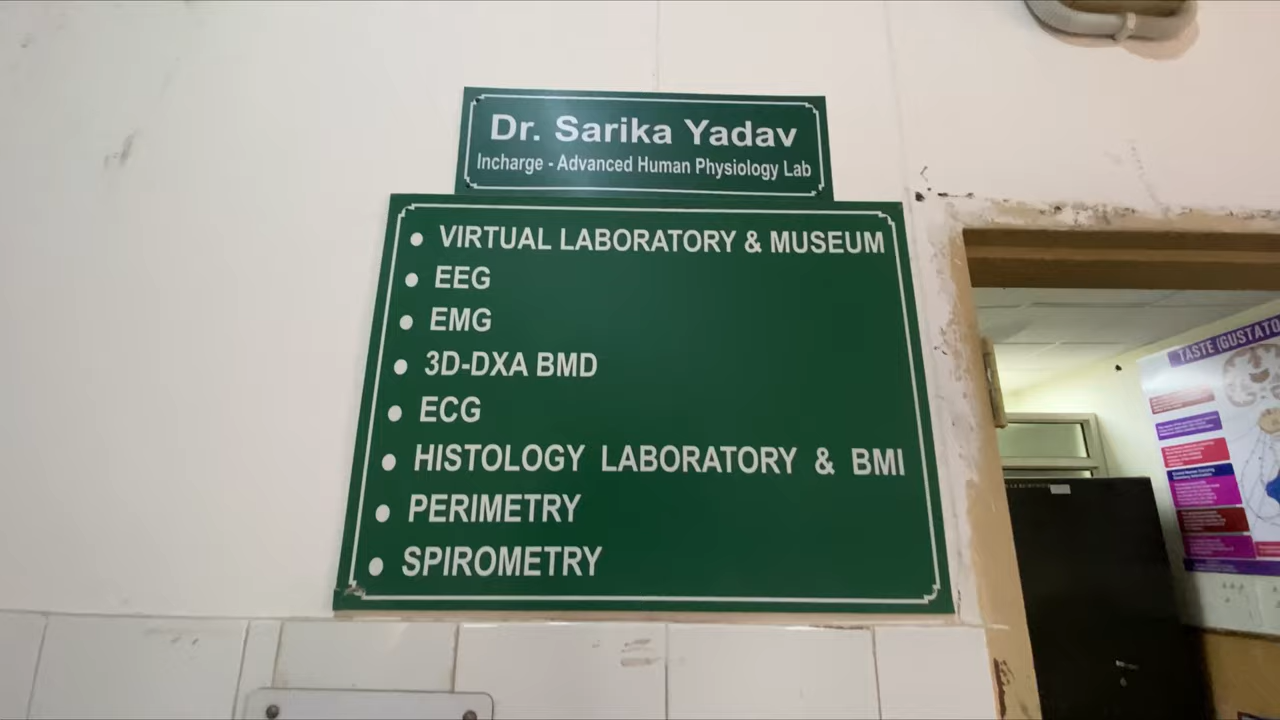 Dr. Sarika Yadav
Incharge - Advanced Human Physiology Lab
• VIRTUAL LABORATORY & MUSEUM
• EEG
• EMG
• 3D-DXA BMD
• ECG
• HISTOLOGY LABORATORY & BMI
• PERIMETRY
• SPIROMETRY
TASTE (GUSTATO